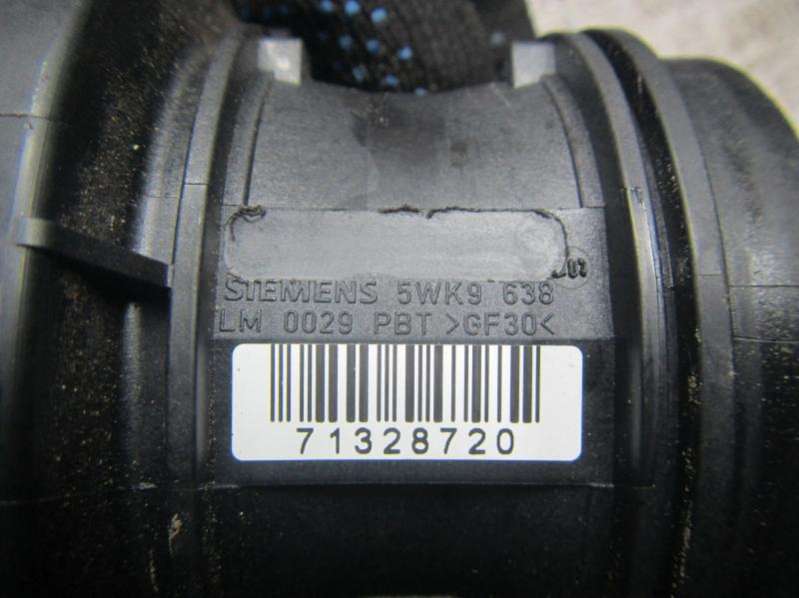 SIEMENS 5WK9 638
LM 0029 PBT >GF30<
71328720